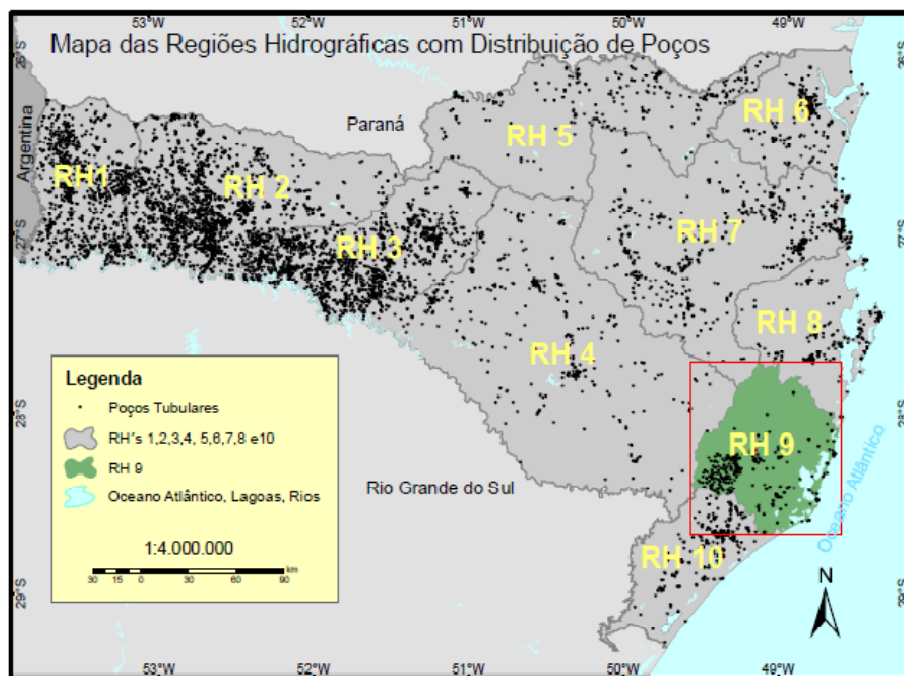 53°W 52°W 51°W 50°W 49°W
Mapa das Regiões Hidrográficas com Distribuição de Poços
26°S 26°S
Argentina
Paraná
RH 5
RH 6
RH1
RH 2
RH 3
RH 7
27°S 27°S
RH 8
RH 4
Legenda
Poços Tubulares
RH's 1,2,3,4, 5,6,7,8 e10
RH 9
Oceano Atlântico, Lagoas, Rios
1:4.000.000
30 15 0 30 60 90 km
28°S 28°S
RH 9
Rio Grande do Sul
Oceano Atlântico
RH 10
N
29°S 29°S
53°W 52°W 51°W 50°W 49°W